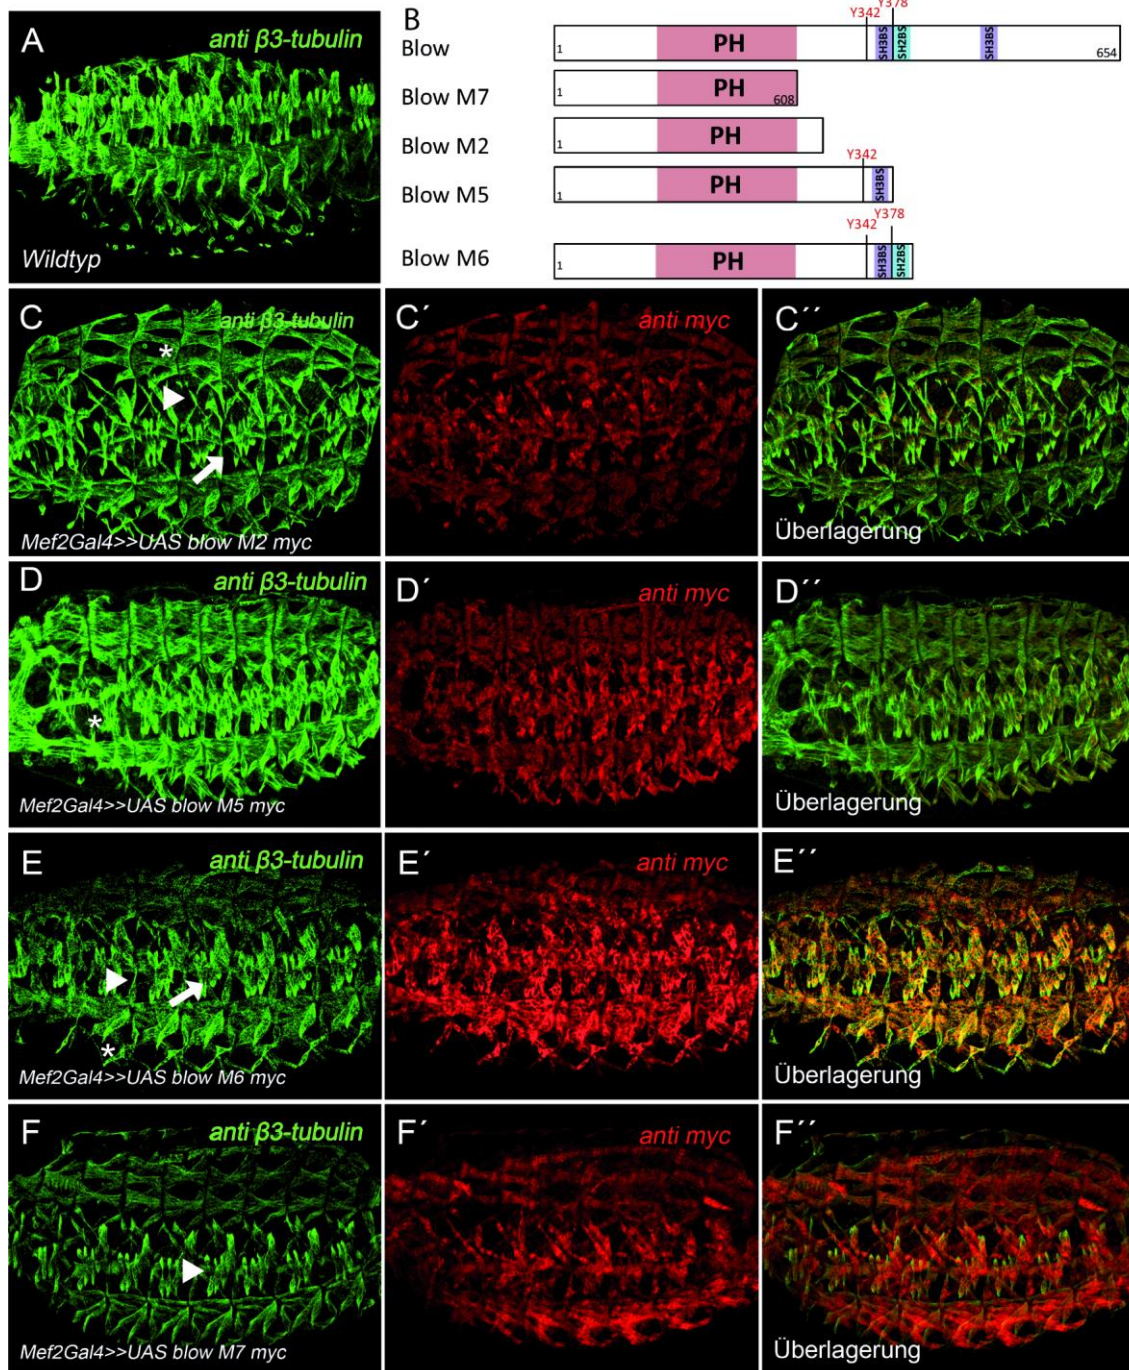 A
anti β3-tubulin
Wildtyp
B
Y342
Y378
Blow
1
PH
SH3BS
SH2BS
SH3BS
654
Blow M7
1
PH
608
Blow M2
PH
Y342
Blow M5
1
PH
SH3BS
Y378
Y342
Blow M6
1
PH
SH3BS
SH2BS
C
anti β3-tubulin
*
Mef2Gal4>>UAS blow M2 myc
C´
anti myc
C´´
Überlagerung
D
anti β3-tubulin
*
Mef2Gal4>>UAS blow M5 myc
D´
anti myc
D´´
Überlagerung
E
anti β3-tubulin
*
Mef2Gal4>>UAS blow M6 myc
E´
anti myc
E´´
Überlagerung
F
anti β3-tubulin
Mef2Gal4>>UAS blow M7 myc
F´
anti myc
F´´
Überlagerung